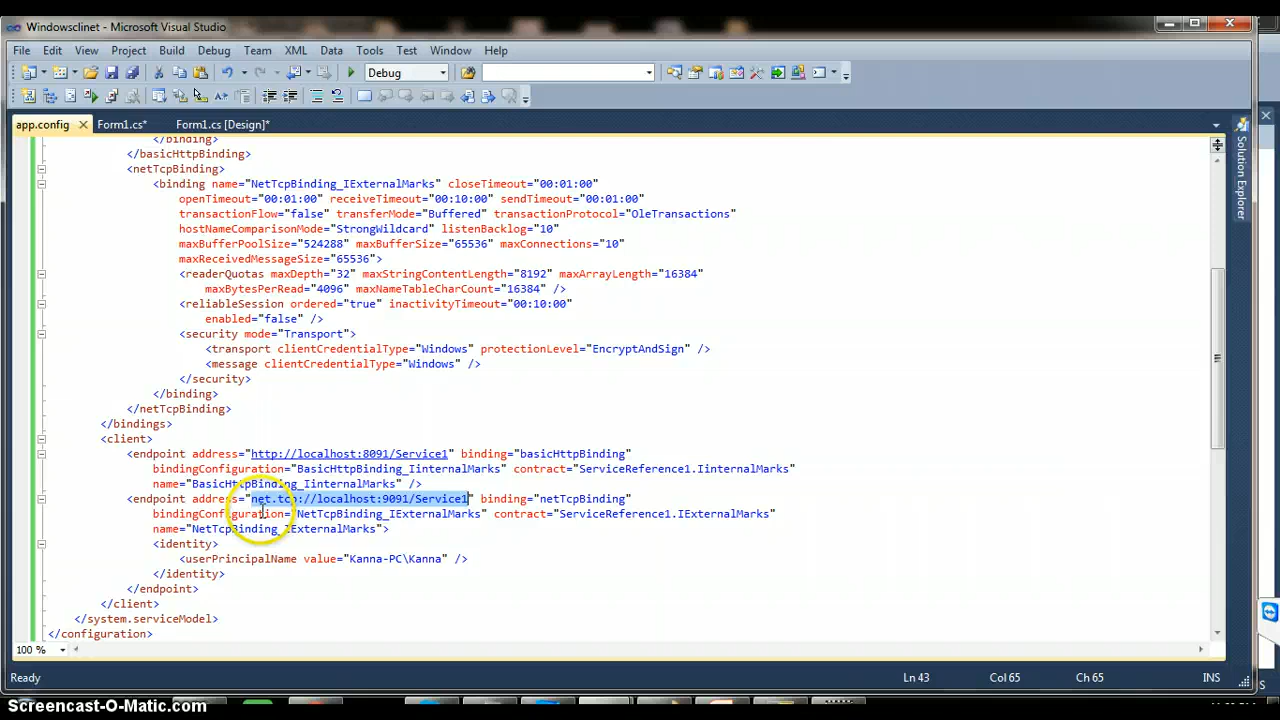 Windowsclinet - Microsoft Visual Studio
File Edit View Project Build Debug Team XML Data Tools Test Window Help
Debug
app.config Form1.cs* Form1.cs [Design]*
</binding>
</basicHttpBinding>
<netTcpBinding>
<binding name="NetTcpBinding_IExternalMarks" closeTimeout="00:01:00"
openTimeout="00:01:00" receiveTimeout="00:10:00" sendTimeout="00:01:00"
transactionFlow="false" transferMode="Buffered" transactionProtocol="OleTransactions"
hostNameComparisonMode="StrongWildcard" listenBacklog="10"
maxBufferPoolSize="524288" maxBufferSize="65536" maxConnections="10"
maxReceivedMessageSize="65536">
<readerQuotas maxDepth="32" maxStringContentLength="8192" maxArrayLength="16384"
maxBytesPerRead="4096" maxNameTableCharCount="16384" />
<reliableSession ordered="true" inactivityTimeout="00:10:00"
enabled="false" />
<security mode="Transport">
<transport clientCredentialType="Windows" protectionLevel="EncryptAndSign" />
<message clientCredentialType="Windows" />
</security>
</binding>
</netTcpBinding>
</bindings>
<client>
<endpoint address="http://localhost:8091/Service1" binding="basicHttpBinding"
bindingConfiguration="BasicHttpBinding_IinternalMarks" contract="ServiceReference1.IinternalMarks"
name="BasicHttpBinding_IinternalMarks" />
<endpoint address="net.tcp://localhost:9091/Service1" binding="netTcpBinding"
bindingConfiguration="NetTcpBinding_IExternalMarks" contract="ServiceReference1.IExternalMarks"
name="NetTcpBinding_IExternalMarks">
<identity>
<userPrincipalName value="Kanna-PC\Kanna" />
</identity>
</endpoint>
</client>
</system.serviceModel>
</configuration>
100 %
Ready Ln 43 Col 65 Ch 65 INS
Solution Explorer
Screencast-O-Matic.com